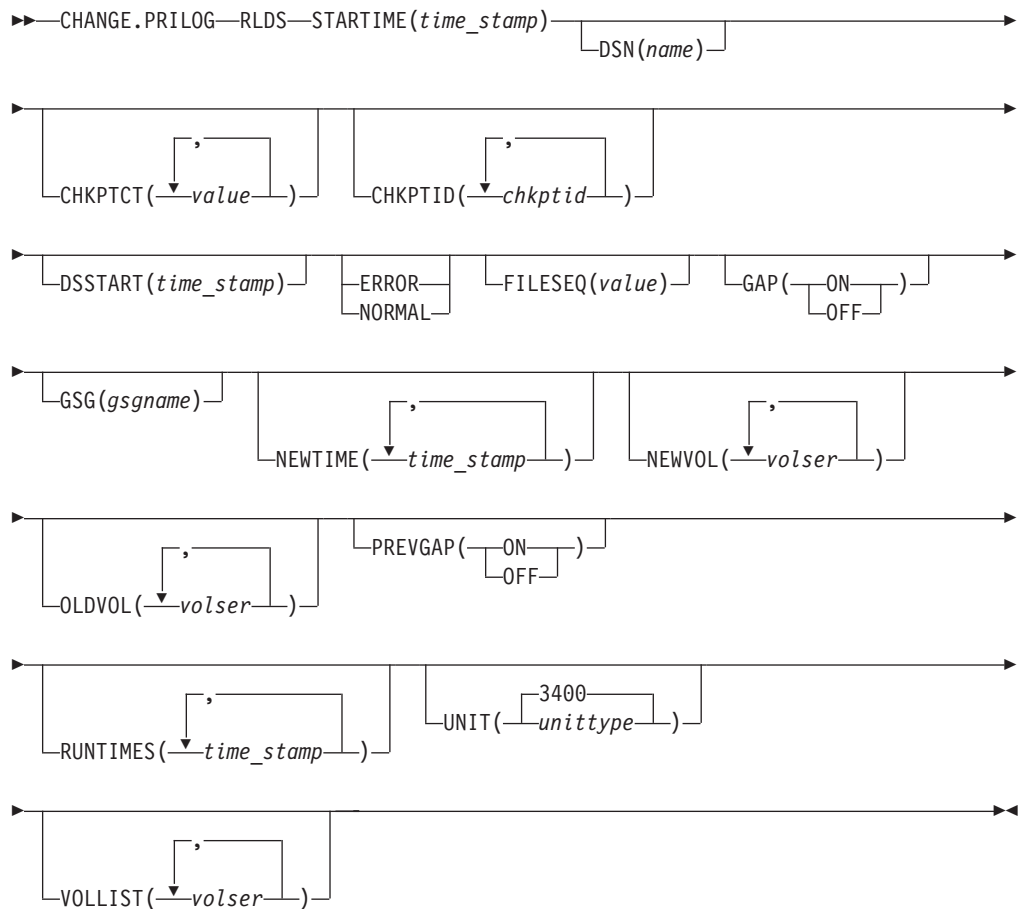 CHANGE.PRILOG RLDS STARTIME(time_stamp)
DSN(name)
, ,
CHKPTCT( value ) CHKPTID( chkptid )
DSSTART(time_stamp) ERROR FILESEQ(value) GAP( ON )
NORMAL OFF
GSG(gsgname) , ,
NEWTIME( time_stamp ) NEWVOL( volser )
, PREVGAP( ON )
OFF
OLDVOL( volser )
, 3400
UNIT( unittype )
RUNTIMES( time_stamp )
,
VOLLIST( volser )